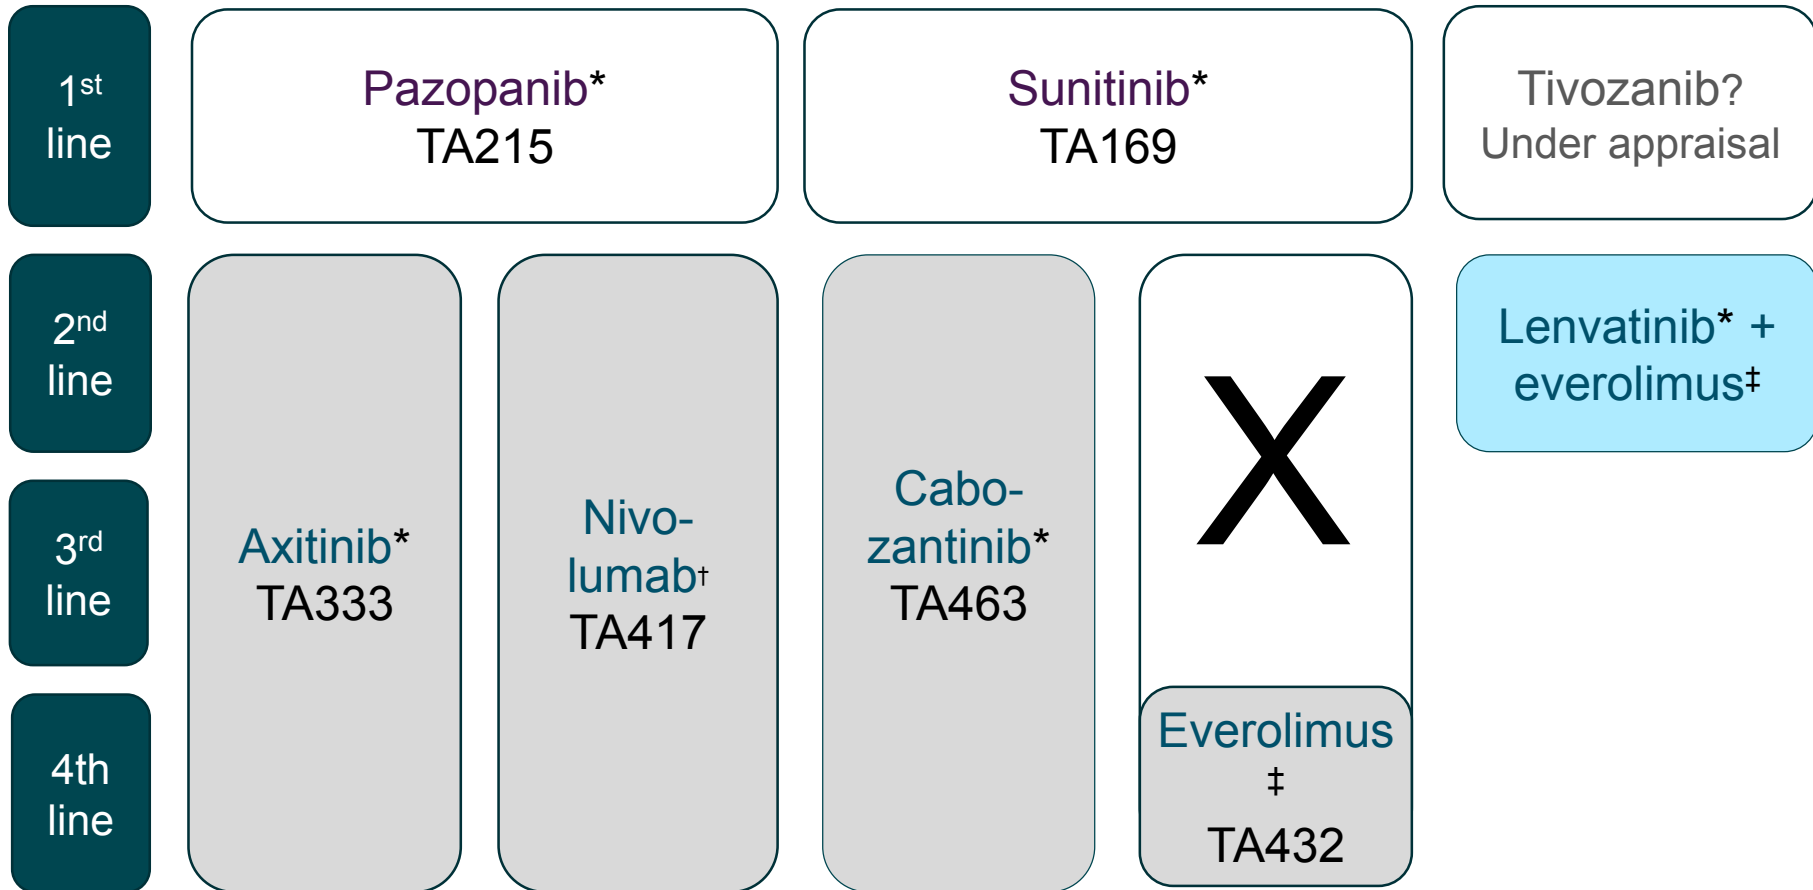 1st
line
Pazopanib*
TA215
Sunitinib*
TA169
Tivozanib?
Under appraisal
2nd
line
Lenvatinib* +
everolimus‡
X
3rd
line
Axitinib*
TA333
Nivo-
lumab†
TA417
Cabo-
zantinib*
TA463
4th
line
Everolimus
‡
TA432